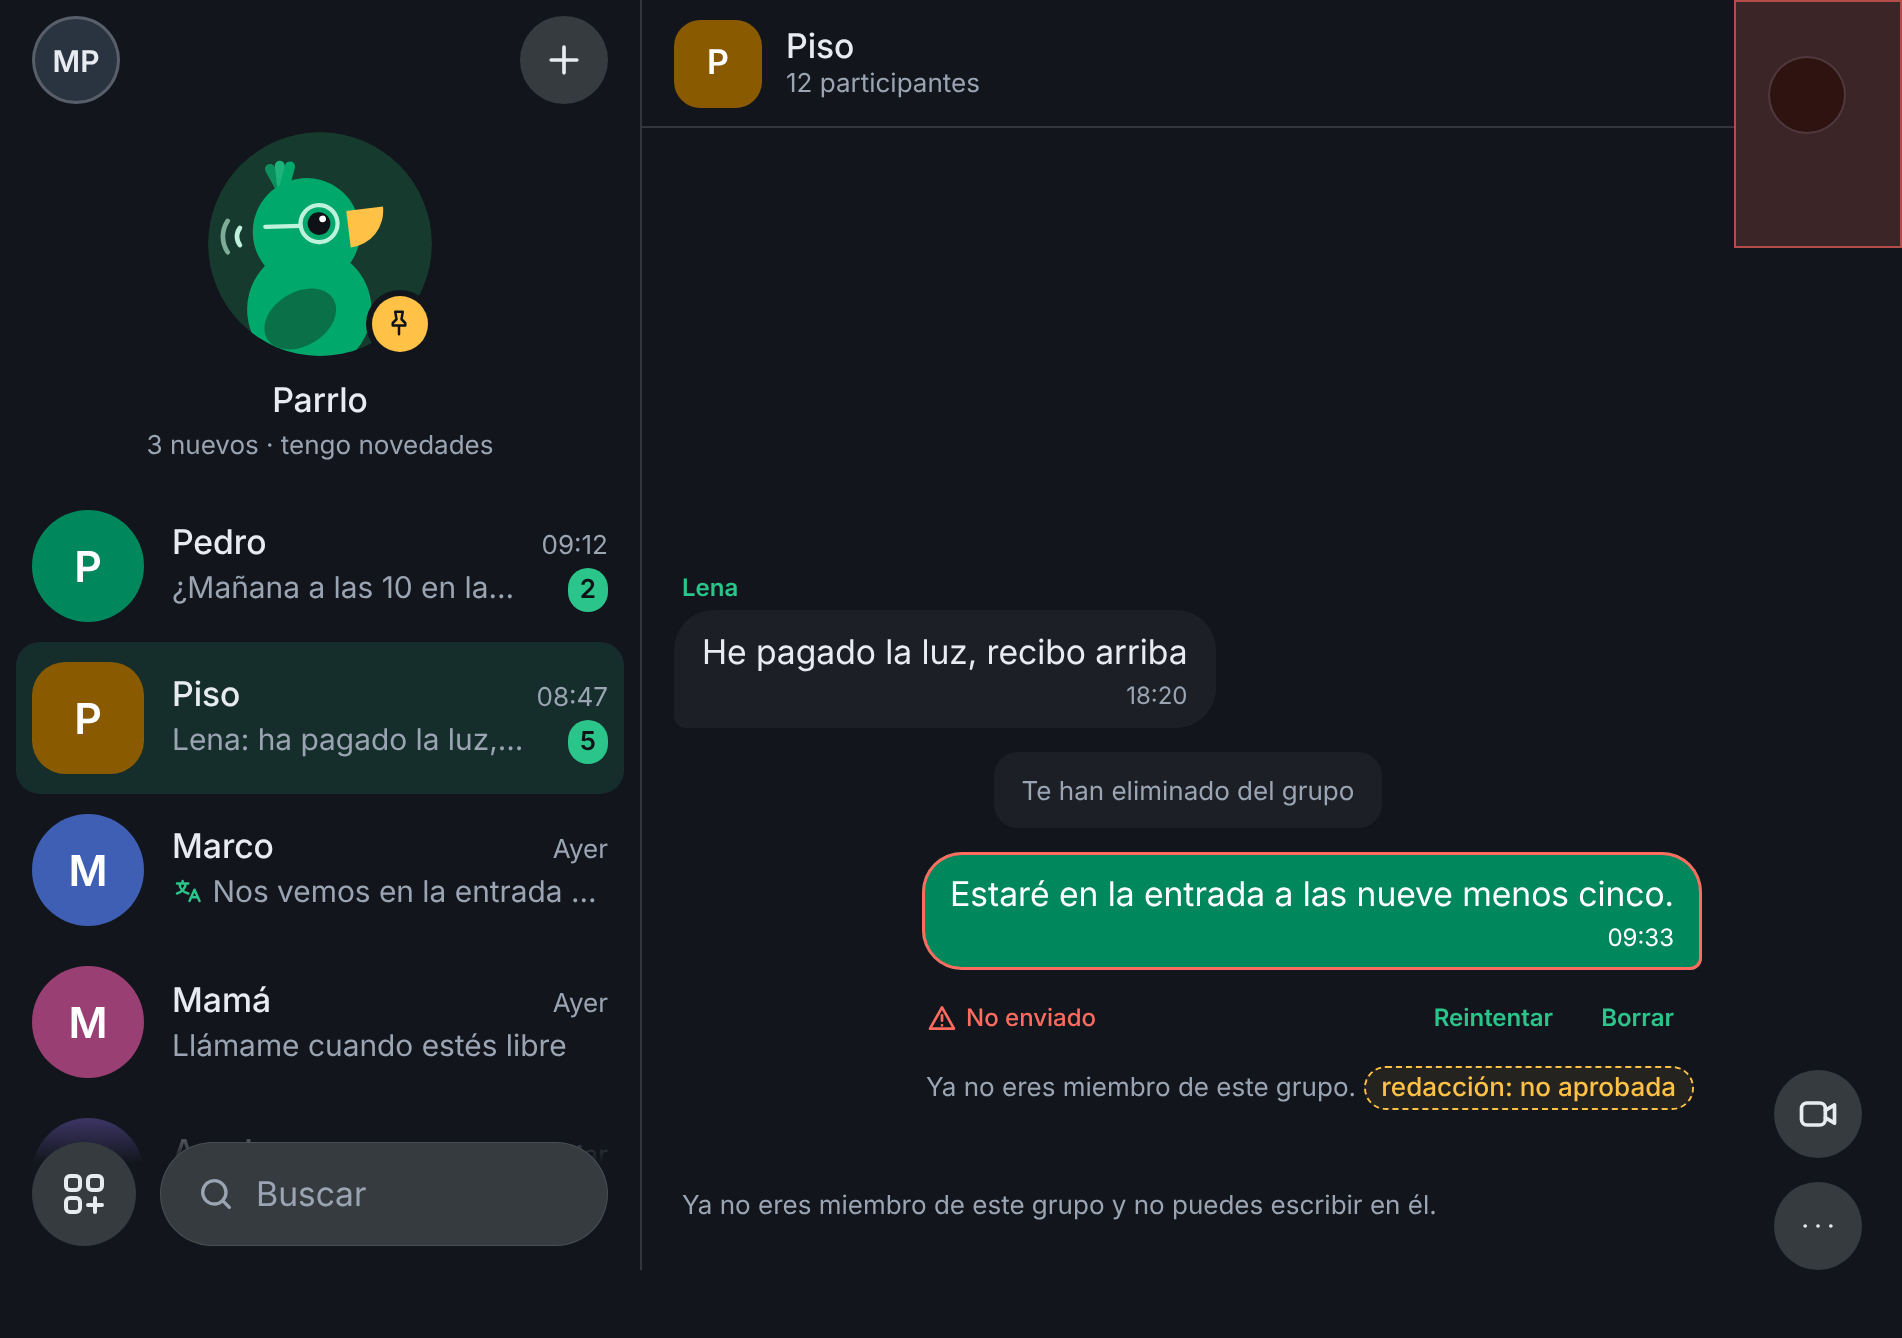 MP
Parrlo
3 nuevos · tengo novedades
P
Pedro
09:12
¿Mañana a las 10 en la...
2
P
Piso
08:47
Lena: ha pagado la luz,...
5
M
Marco
Ayer
Nos vemos en la entrada ...
M
Mamá
Ayer
Llámame cuando estés libre
Buscar
P
Piso
12 participantes
Lena
He pagado la luz, recibo arriba
18:20
Te han eliminado del grupo
Estaré en la entrada a las nueve menos cinco.
09:33
No enviado
Reintentar
Borrar
Ya no eres miembro de este grupo. redacción: no aprobada
Ya no eres miembro de este grupo y no puedes escribir en él.